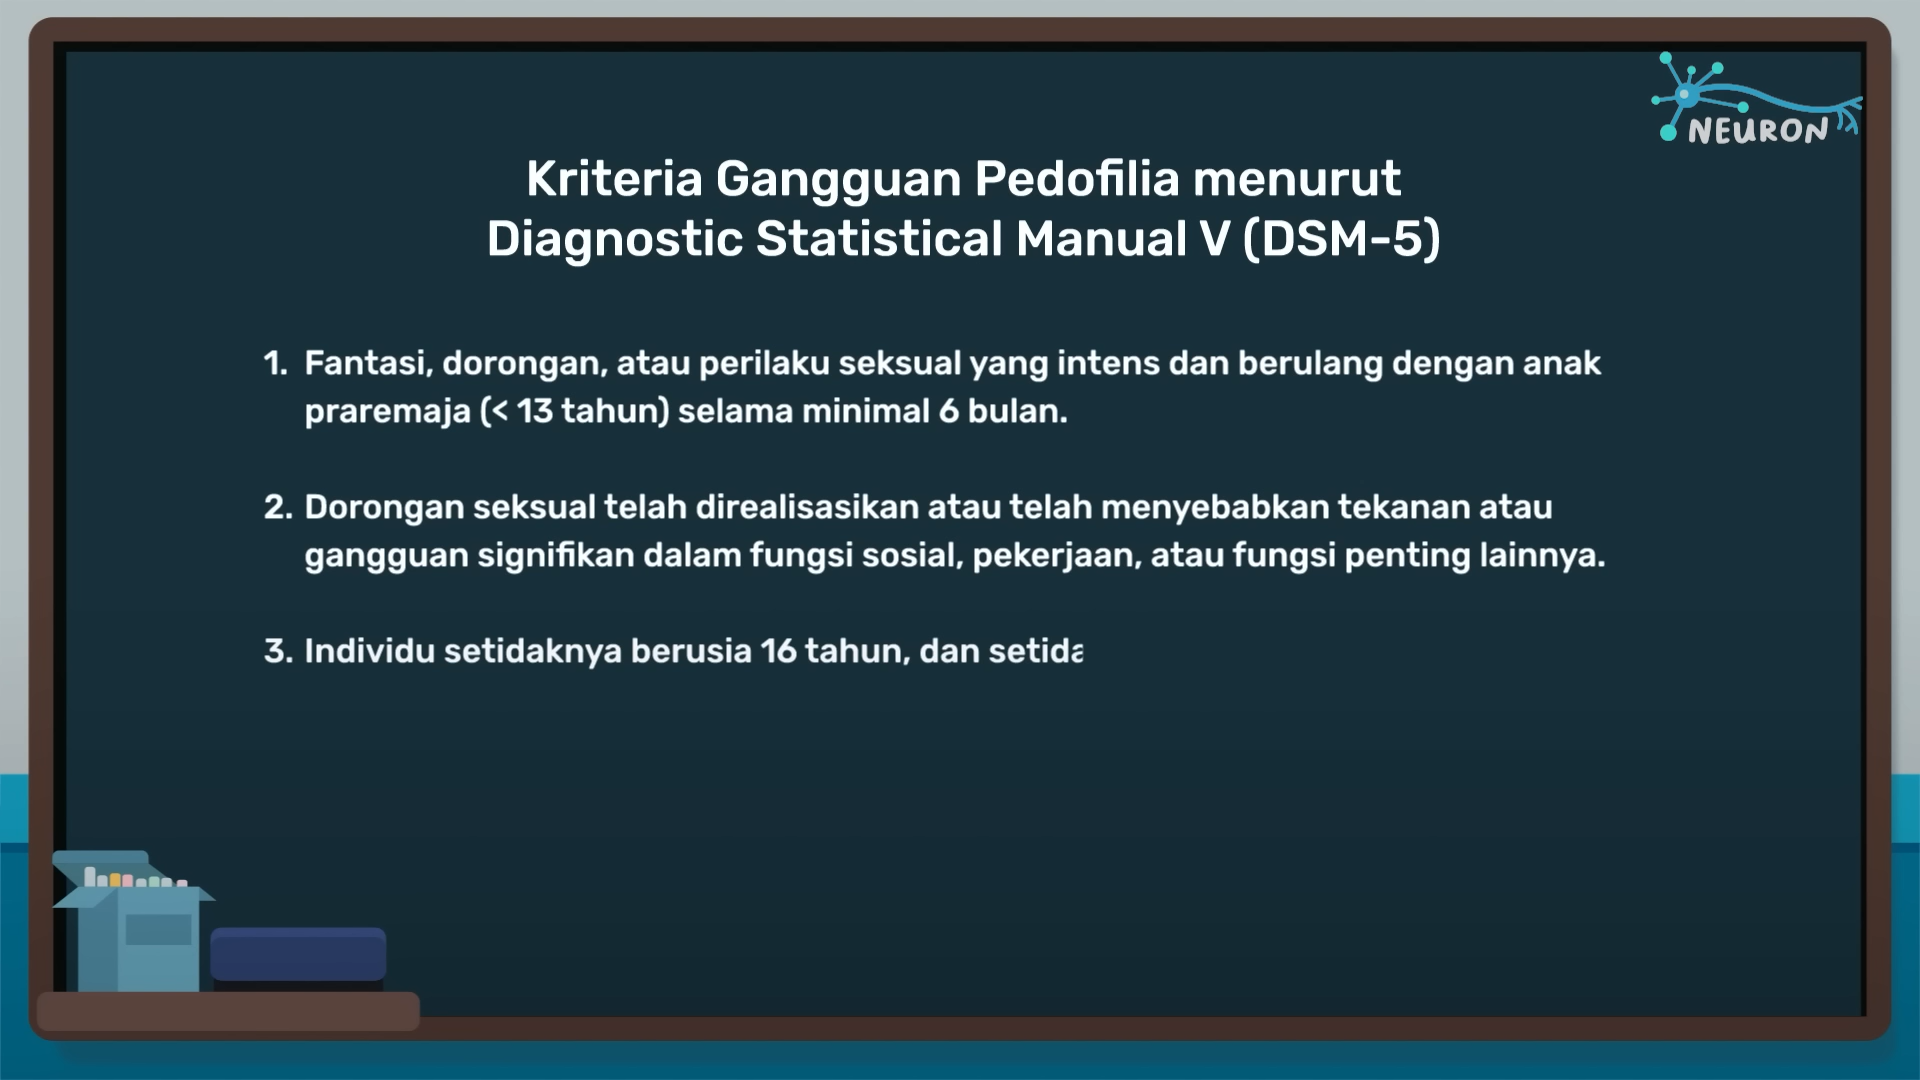 NEURON
Kriteria Gangguan Pedofilia menurut
Diagnostic Statistical Manual V (DSM-5)
1. Fantasi, dorongan, atau perilaku seksual yang intens dan berulang dengan anak
praremaja (< 13 tahun) selama minimal 6 bulan.
2. Dorongan seksual telah direalisasikan atau telah menyebabkan tekanan atau
gangguan signifikan dalam fungsi sosial, pekerjaan, atau fungsi penting lainnya.
3. Individu setidaknya berusia 16 tahun, dan setida